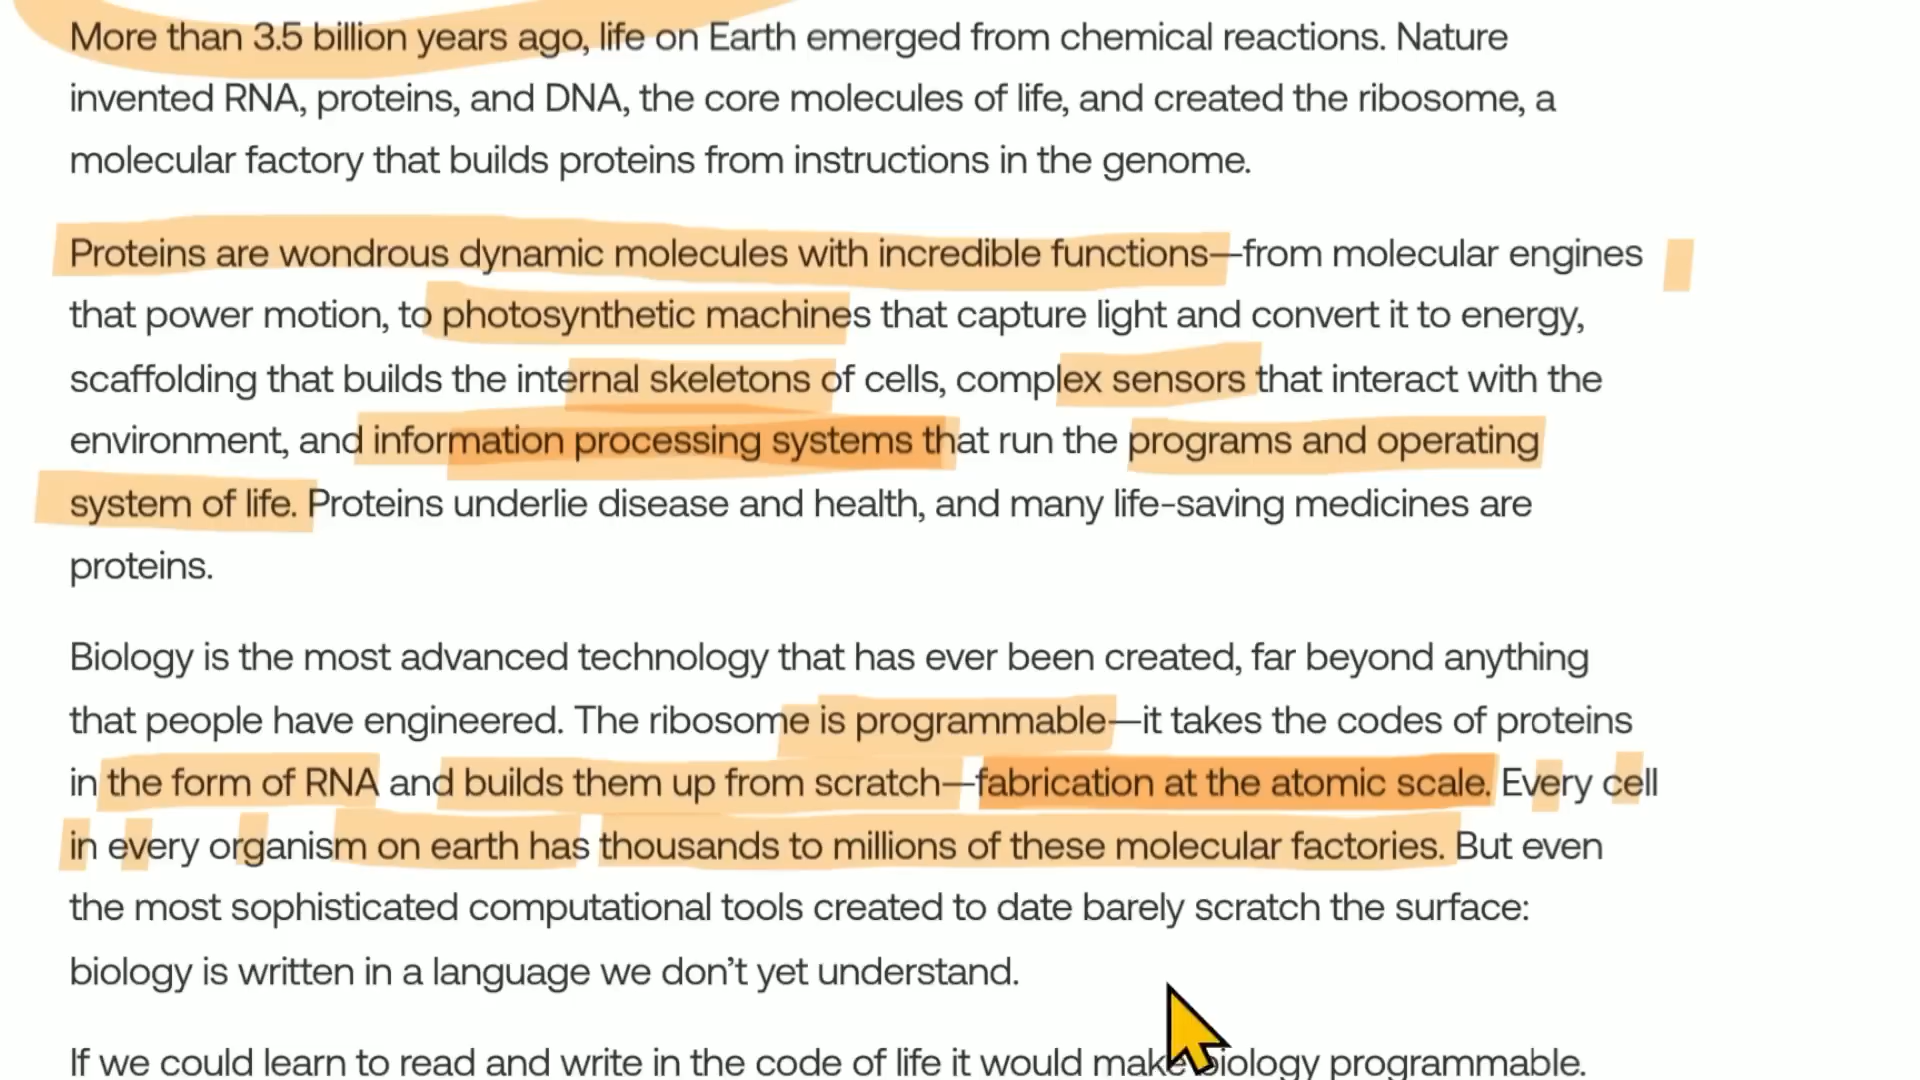 More than 3.5 billion years ago, life on Earth emerged from chemical reactions. Nature
invented RNA, proteins, and DNA, the core molecules of life, and created the ribosome, a
molecular factory that builds proteins from instructions in the genome.
Proteins are wondrous dynamic molecules with incredible functions—from molecular engines
that power motion, to photosynthetic machines that capture light and convert it to energy,
scaffolding that builds the internal skeletons of cells, complex sensors that interact with the
environment, and information processing systems that run the programs and operating
system of life. Proteins underlie disease and health, and many life-saving medicines are
proteins.
Biology is the most advanced technology that has ever been created, far beyond anything
that people have engineered. The ribosome is programmable—it takes the codes of proteins
in the form of RNA and builds them up from scratch—fabrication at the atomic scale. Every cell
in every organism on earth has thousands to millions of these molecular factories. But even
the most sophisticated computational tools created to date barely scratch the surface:
biology is written in a language we don’t yet understand.
If we could learn to read and write in the code of life it would make biology programmable.